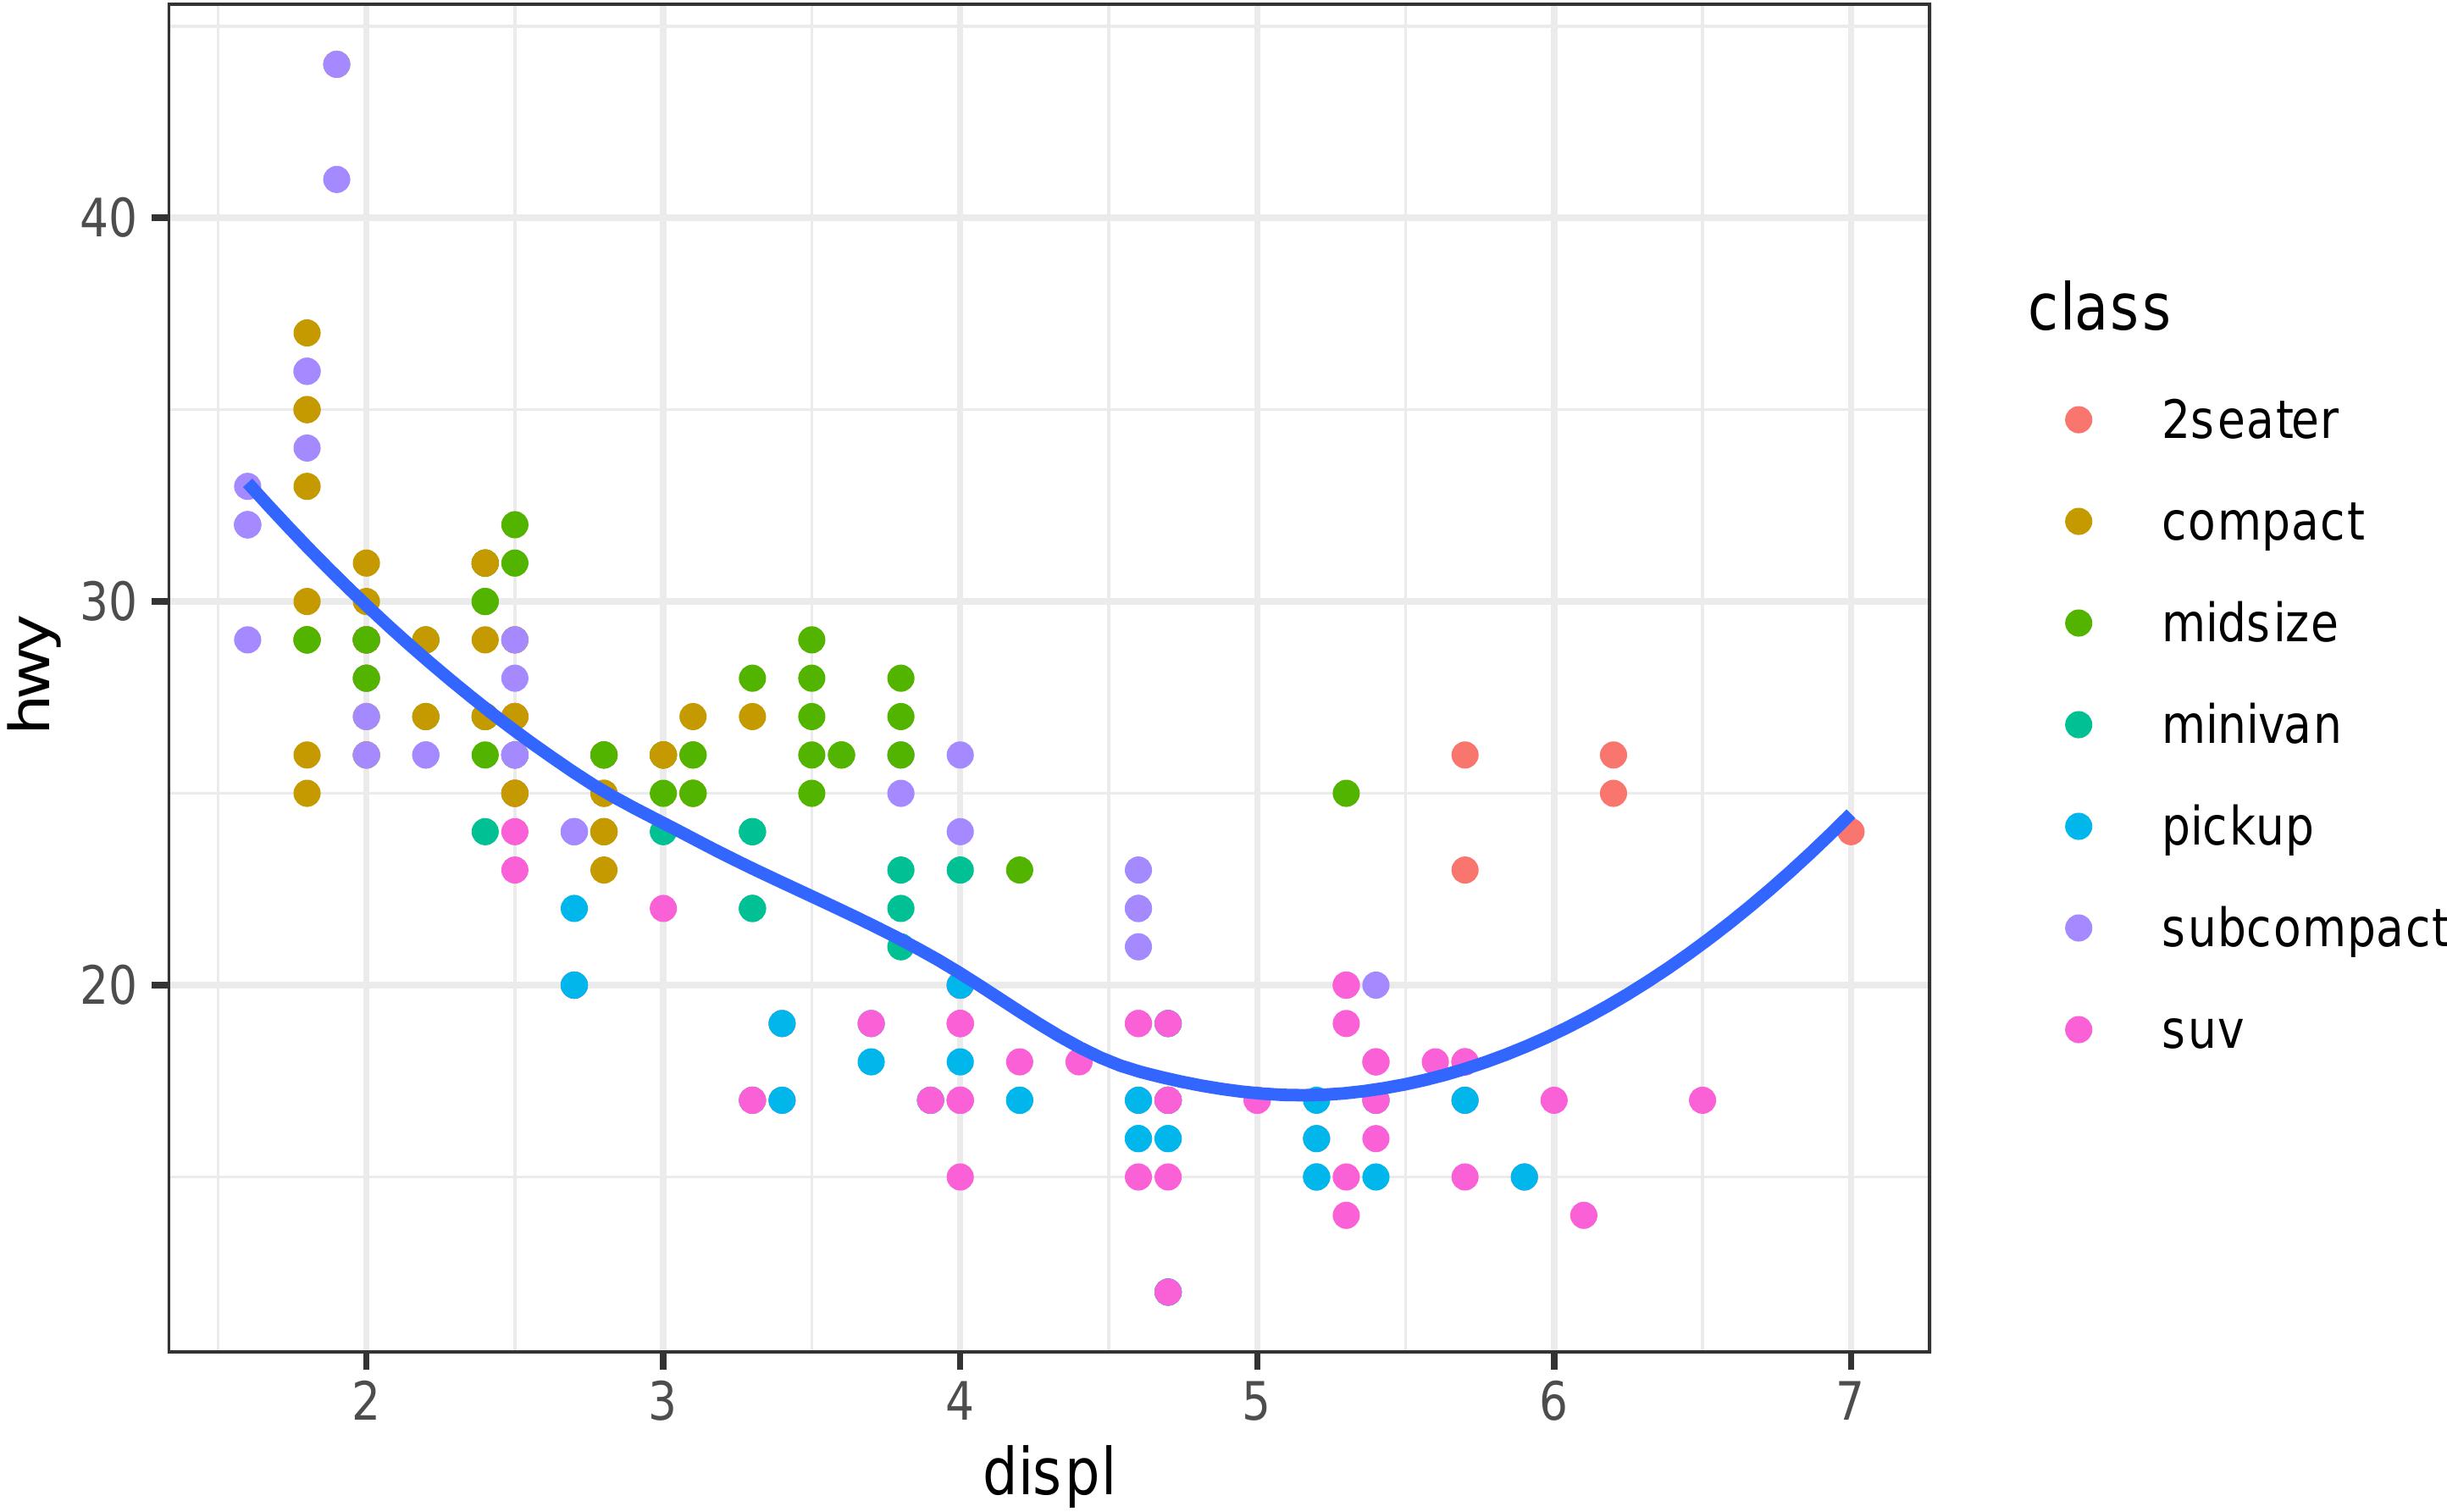 hwy
40
30
20
2 3 4 5 6 7
displ
class
2seater
compact
midsize
minivan
pickup
subcompact
suv